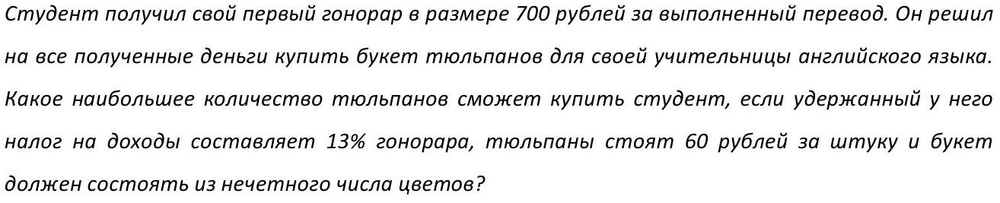 Студент получил свой первый гонорар в размере 700 рублей за выполненный перевод. Он решил
на все полученные деньги купить букет тюльпанов для своей учительницы английского языка.
Какое наибольшее количество тюльпанов сможет купить студент, если удержанный у него
налог на доходы составляет 13% гонорара, тюльпаны стоят 60 рублей за штуку и букет
должен состоять из нечетного числа цветов?